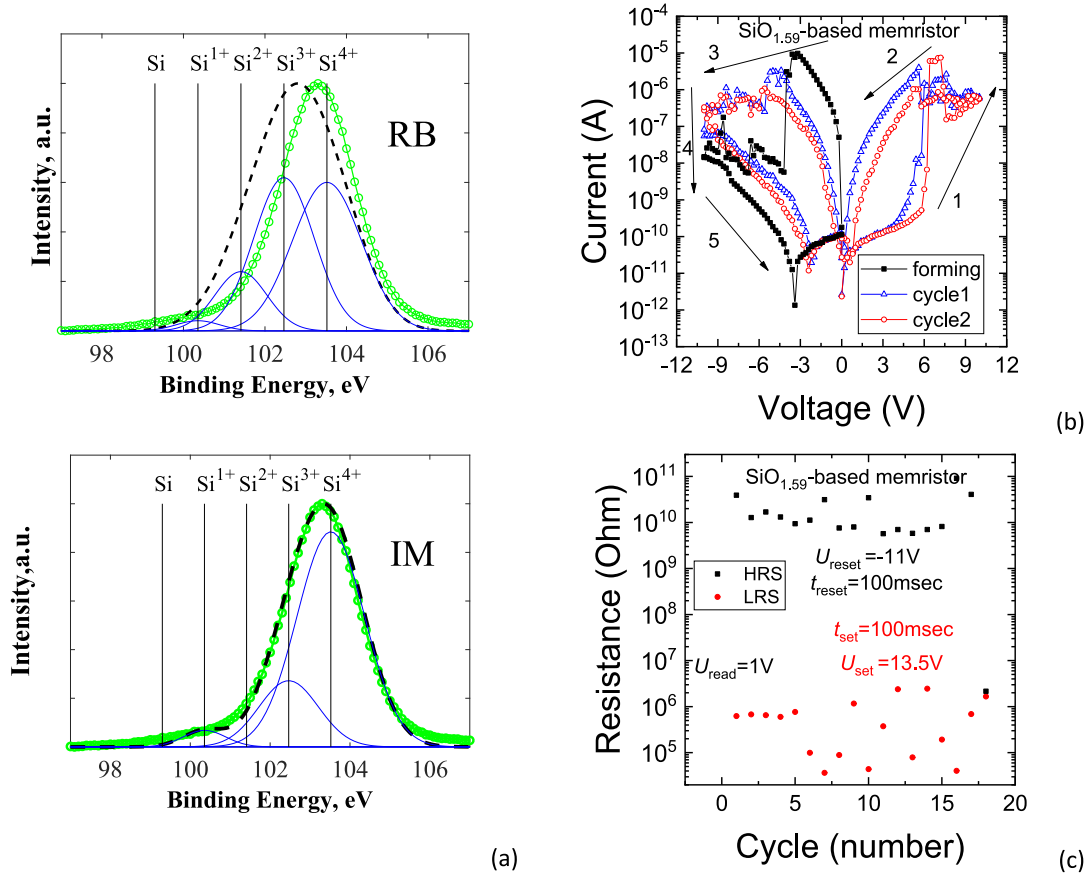 Si Si1+ Si2+ Si3+ Si4+
RB
Intensity, a.u.
98 100 102 104 106
Binding Energy, eV
Si Si1+ Si2+ Si3+ Si4+
IM
Intensity,a.u.
98 100 102 104 106
Binding Energy, eV
(a)
10-4
10-5
10-6
10-7
10-8
10-9
10-10
10-11
10-12
10-13
Current (A)
SiO1.59-based memristor
3
2
4
1
5
forming
cycle1
cycle2
-12 -9 -6 -3 0 3 6 9 12
Voltage (V)
(b)
1011
1010
109
108
107
106
105
Resistance (Ohm)
SiO1.59-based memristor
Ureset=-11V
HRS
LRS
treset=100msec
tset=100msec
Uread=1V
Uset=13.5V
0 5 10 15 20
Cycle (number)
(c)